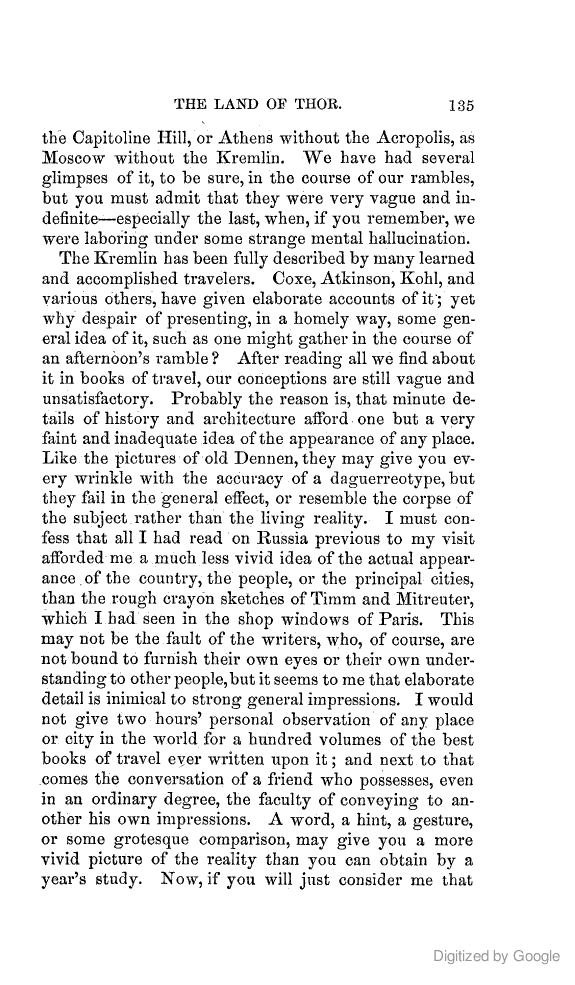 THE LAND OF THOR. 135
the Capitoline Hill, or Athens without the Acropolis, as
Moscow without the Kremlin. We have had several
glimpses of it, to be sure, in the course of our rambles,
but you must admit that they were very vague and in-
definite—especially the last, when, if you remember, we
were laboring under some strange mental hallucination.
The Kremlin has been fully described by many learned
and accomplished travelers. Coxe, Atkinson, Kohl, and
various others, have given elaborate accounts of it; yet
why despair of presenting, in a homely way, some gen-
eral idea of it, such as one might gather in the course of
an afternoon's ramble? After reading all we find about
it in books of travel, our conceptions are still vague and
unsatisfactory. Probably the reason is, that minute de-
tails of history and architecture afford one but a very
faint and inadequate idea of the appearance of any place.
Like the pictures of old Dennen, they may give you ev-
ery wrinkle with the accuracy of a daguerreotype, but
they fail in the general effect, or resemble the corpse of
the subject rather than the living reality. I must con-
fess that all I had read on Russia previous to my visit
afforded me a much less vivid idea of the actual appear-
ance of the country, the people, or the principal cities,
than the rough crayon sketches of Timm and Mitreuter,
which I had seen in the shop windows of Paris. This
may not be the fault of the writers, who, of course, are
not bound to furnish their own eyes or their own under-
standing to other people, but it seems to me that elaborate
detail is inimical to strong general impressions. I would
not give two hours' personal observation of any place
or city in the world for a hundred volumes of the best
books of travel ever written upon it; and next to that
comes the conversation of a friend who possesses, even
in an ordinary degree, the faculty of conveying to an-
other his own impressions. A word, a hint, a gesture,
or some grotesque comparison, may give you a more
vivid picture of the reality than you can obtain by a
year's study. Now, if you will just consider me that
Digitized by Google